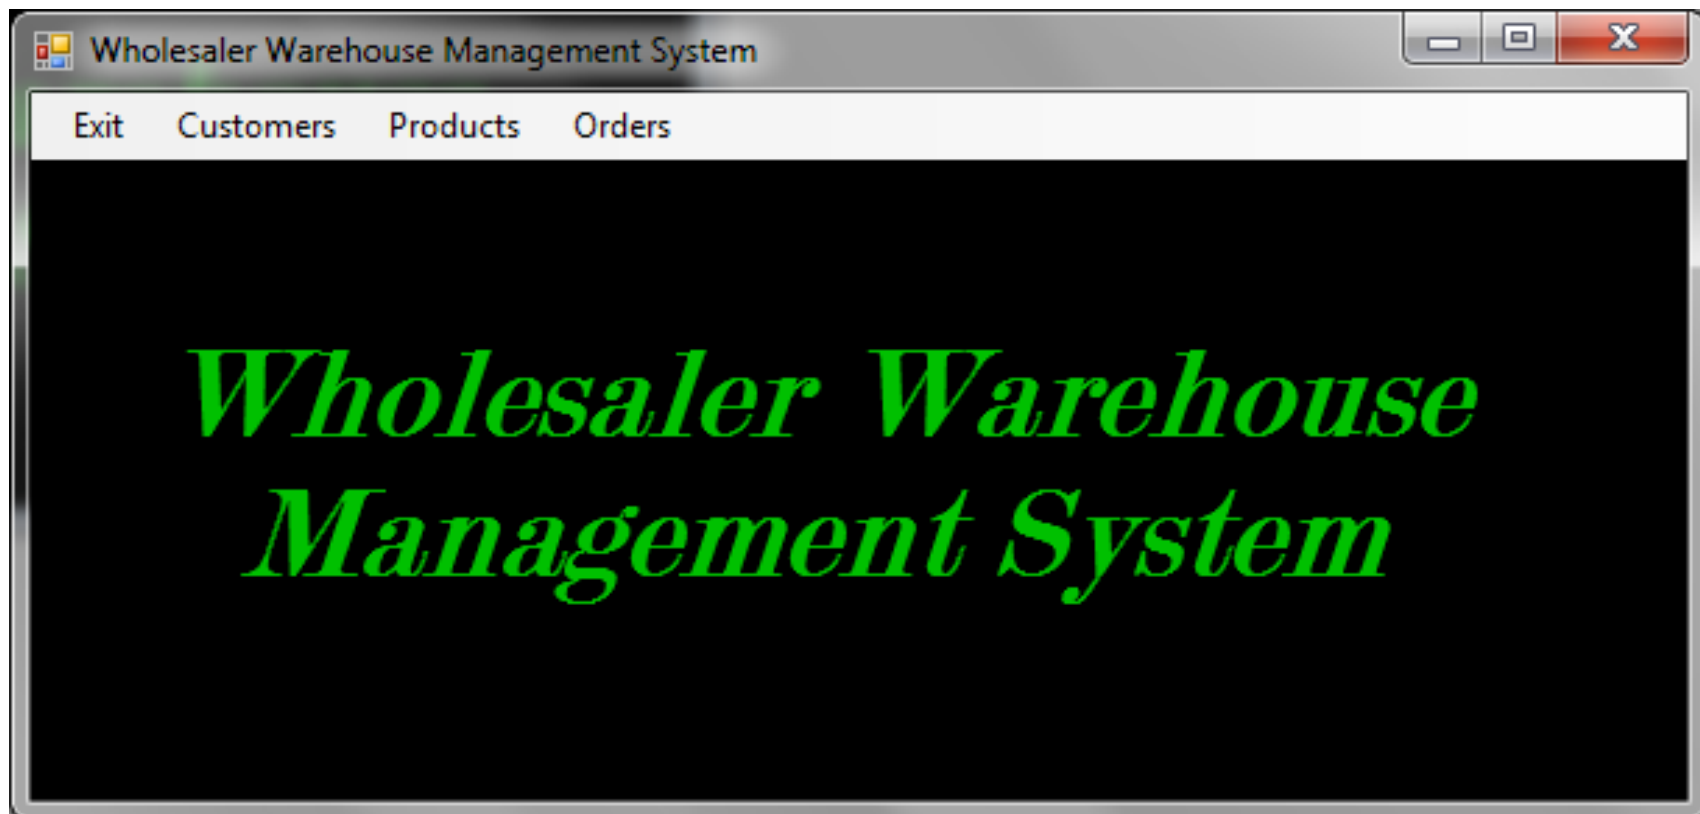 Wholesaler Warehouse Management System
Exit Customers Products Orders
Wholesaler Warehouse
Management System